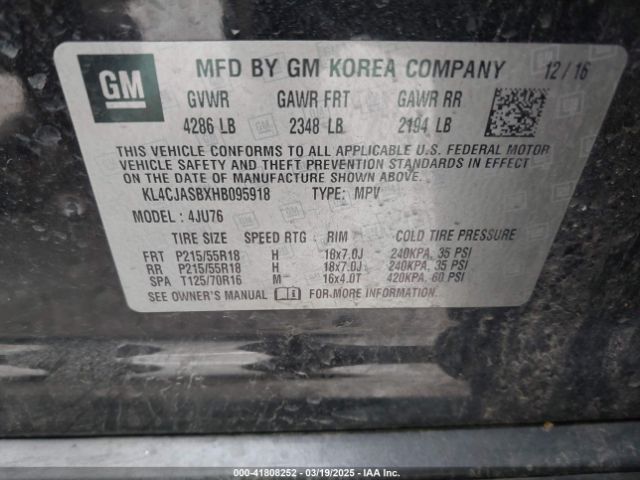 GM
MFD BY GM KOREA COMPANY 12/16
GVWR GAWR FRT GAWR RR
4286 LB 2348 LB 2194 LB
THIS VEHICLE CONFORMS TO ALL APPLICABLE U.S. FEDERAL MOTOR
VEHICLE SAFETY AND THEFT PREVENTION STANDARDS IN EFFECT
ON THE DATE OF MANUFACTURE SHOWN ABOVE.
KL4CJASBXHB095918 TYPE: MPV
MODEL: 4JU76
TIRE SIZE SPEED RTG RIM COLD TIRE PRESSURE
FRT P215/55R18 H 18x7.0J 240KPA, 35 PSI
RR P215/55R18 H 18x7.0J 240KPA, 35 PSI
SPA T125/70R16 M 16x4.0T 420KPA, 60 PSI
SEE OWNER'S MANUAL FOR MORE INFORMATION.
000-41808252 | 03/19/2025 - IAA Inc.